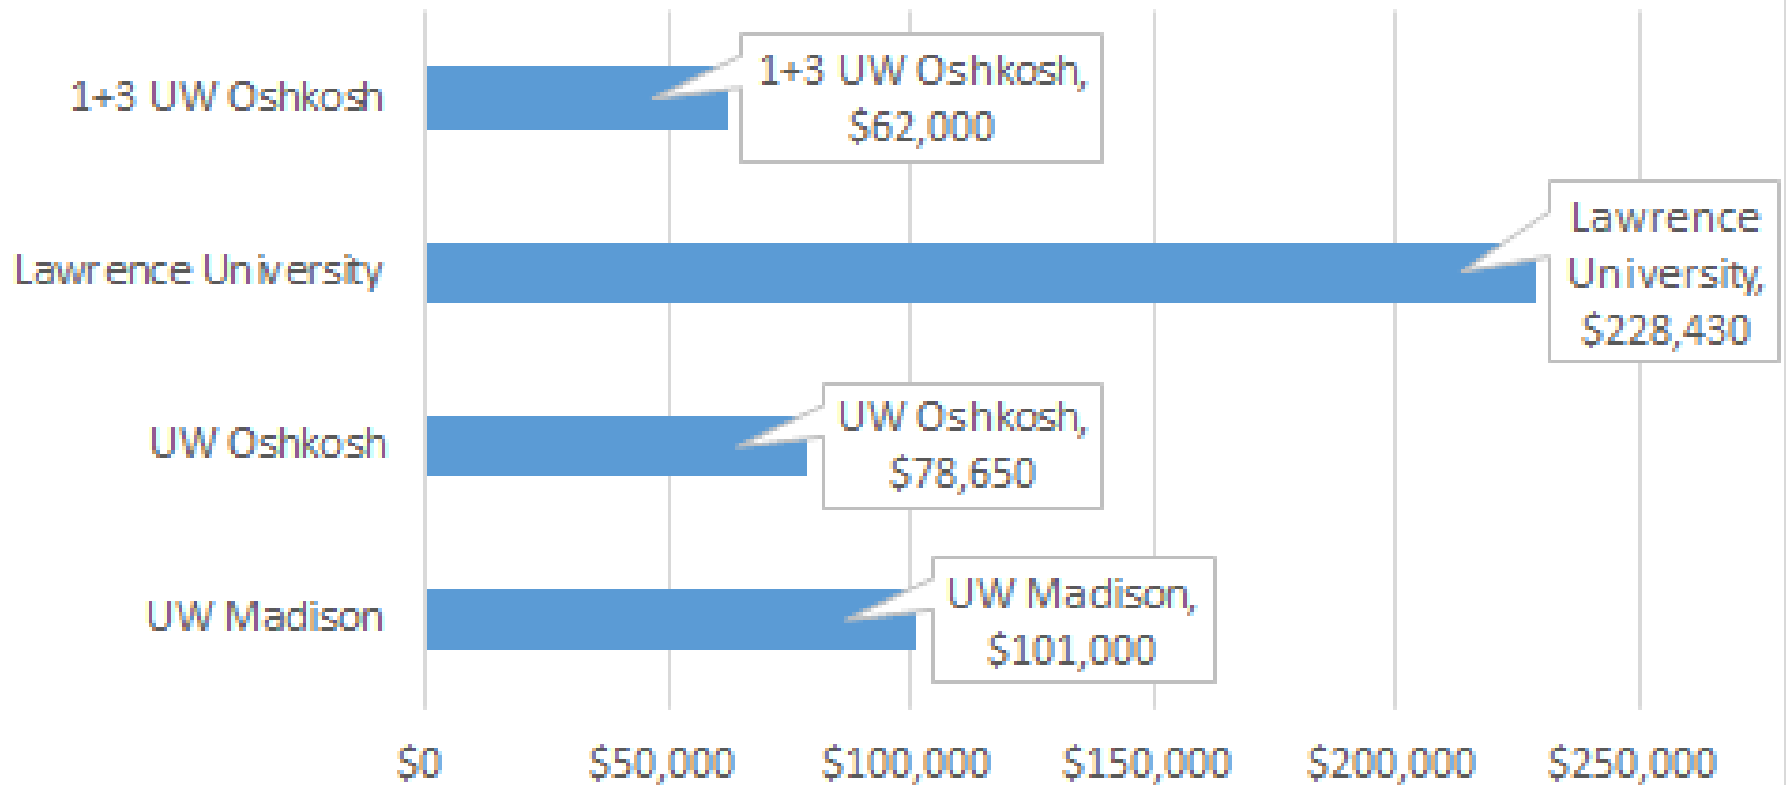 1+3 UW Oshkosh
1+3 UW Oshkosh,
$62,000
Lawrence University
Lawrence
University,
$228,430
UW Oshkosh
UW Oshkosh,
$78,650
UW Madison
UW Madison,
$101,000
$0 $50,000 $100,000 $150,000 $200,000 $250,000